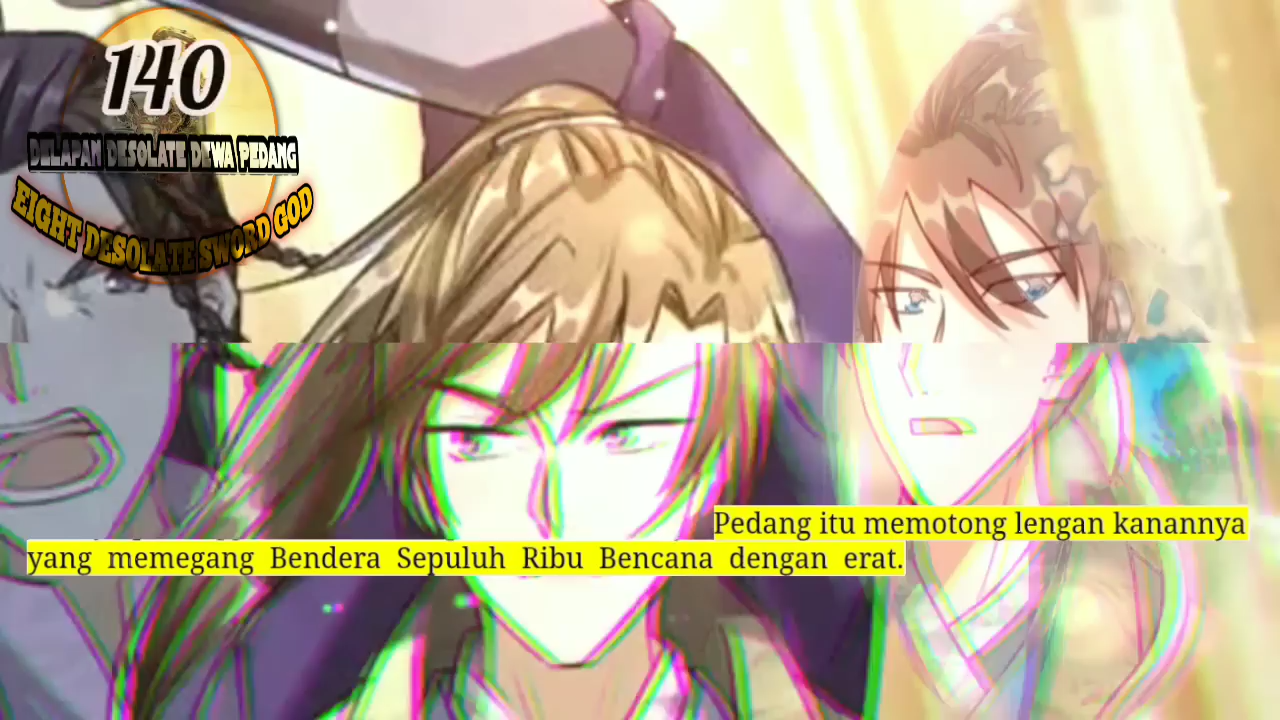 140
DELAPAN DESOLATE DEWA PEDANG
EIGHT DESOLATE SWORD GOD
Pedang itu memotong lengan kanannya
yang memegang Bendera Sepuluh Ribu Bencana dengan erat.